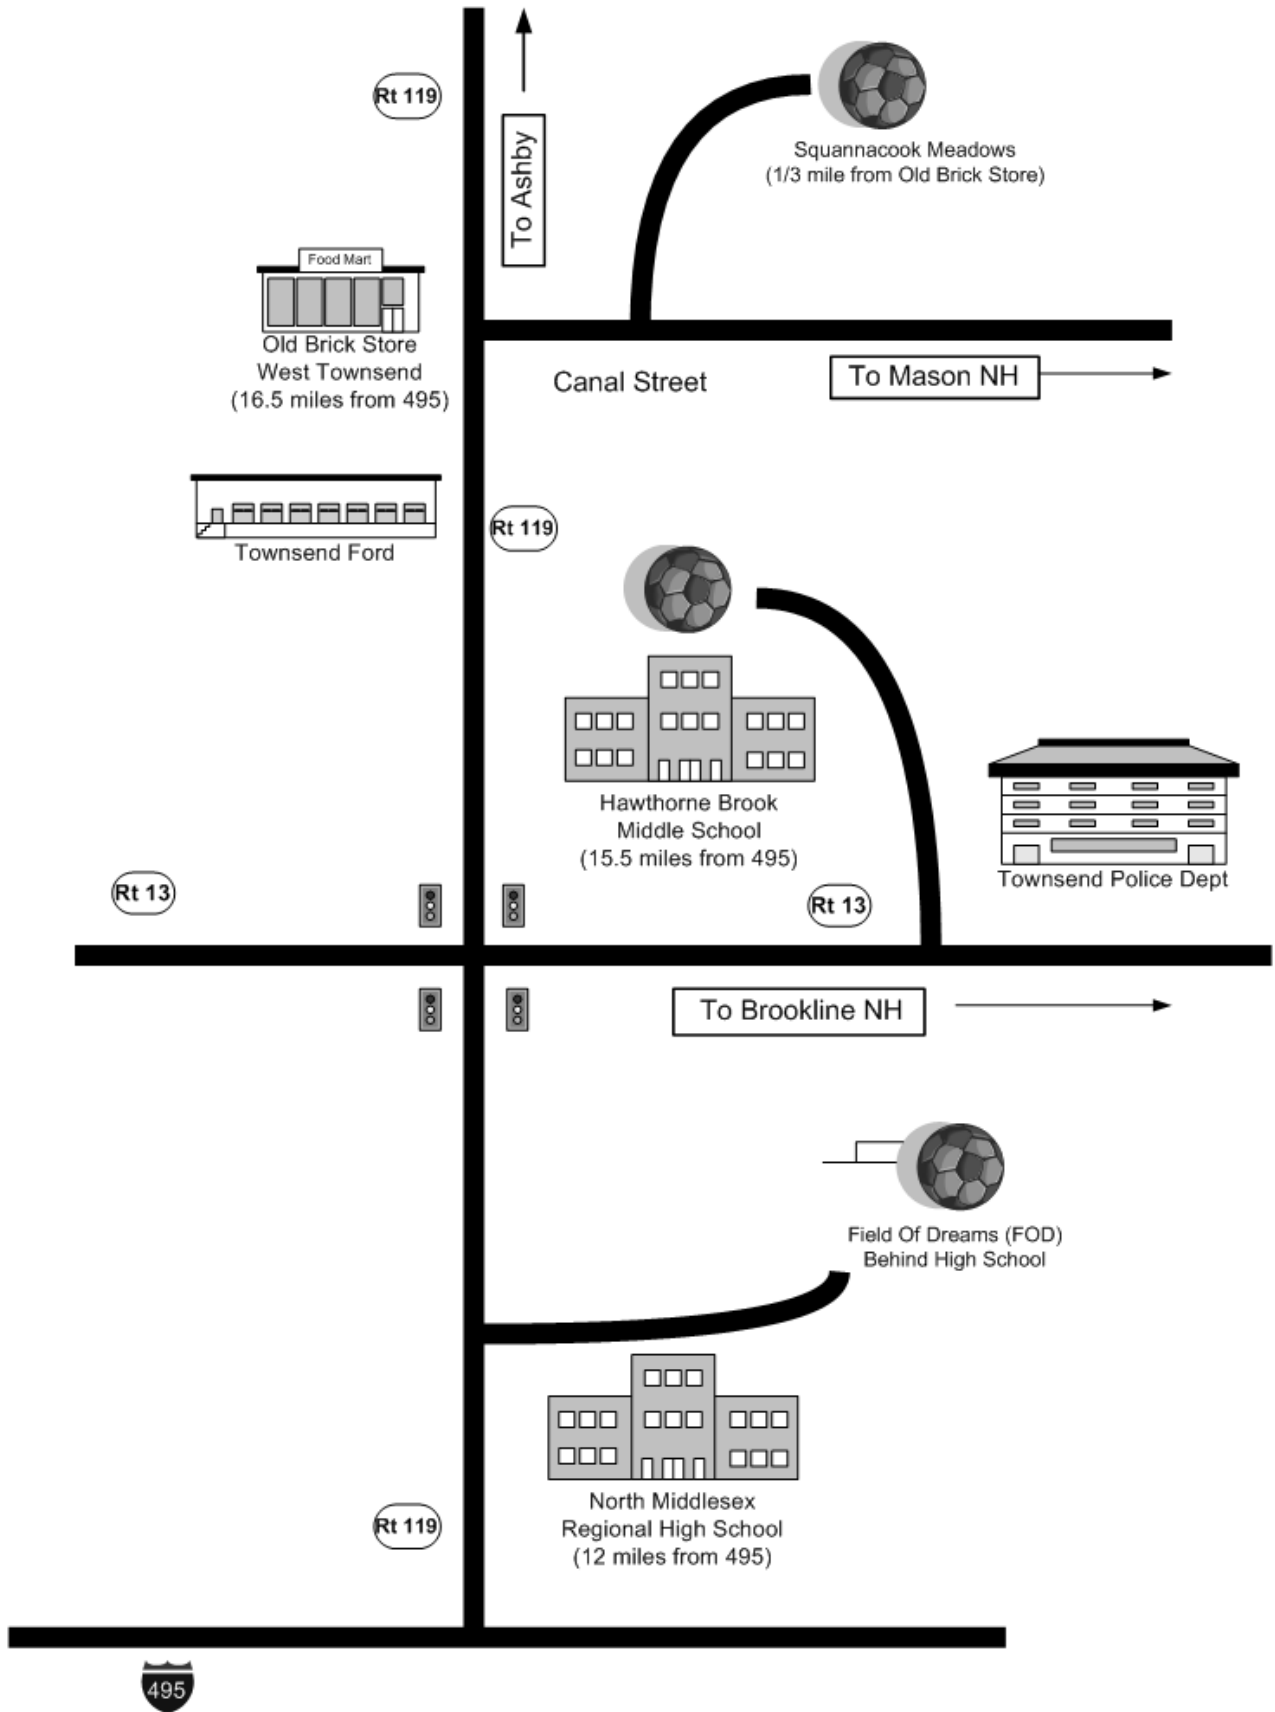 Rt 119
To Ashby
Squannacook Meadows
(1/3 mile from Old Brick Store)
Food Mart
Old Brick Store
West Townsend
(16.5 miles from 495)
Canal Street
To Mason NH
Townsend Ford
Rt 119
Hawthorne Brook
Middle School
(15.5 miles from 495)
Townsend Police Dept
Rt 13
Rt 13
To Brookline NH
Field Of Dreams (FOD)
Behind High School
North Middlesex
Regional High School
(12 miles from 495)
Rt 119
495